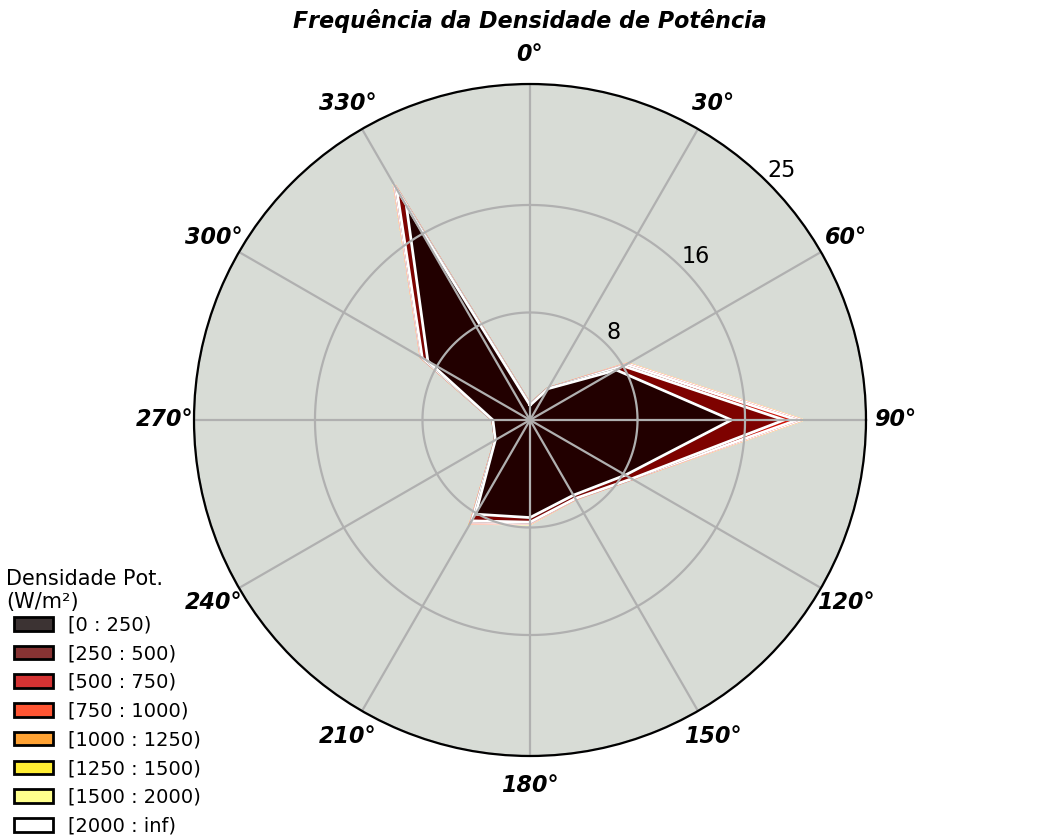 Frequência da Densidade de Potência
0°
330°
30°
25
300°
60°
16
8
270°
90°
240°
120°
210°
150°
180°
Densidade Pot.
(W/m²)
[0 : 250)
[250 : 500)
[500 : 750)
[750 : 1000)
[1000 : 1250)
[1250 : 1500)
[1500 : 2000)
[2000 : inf)